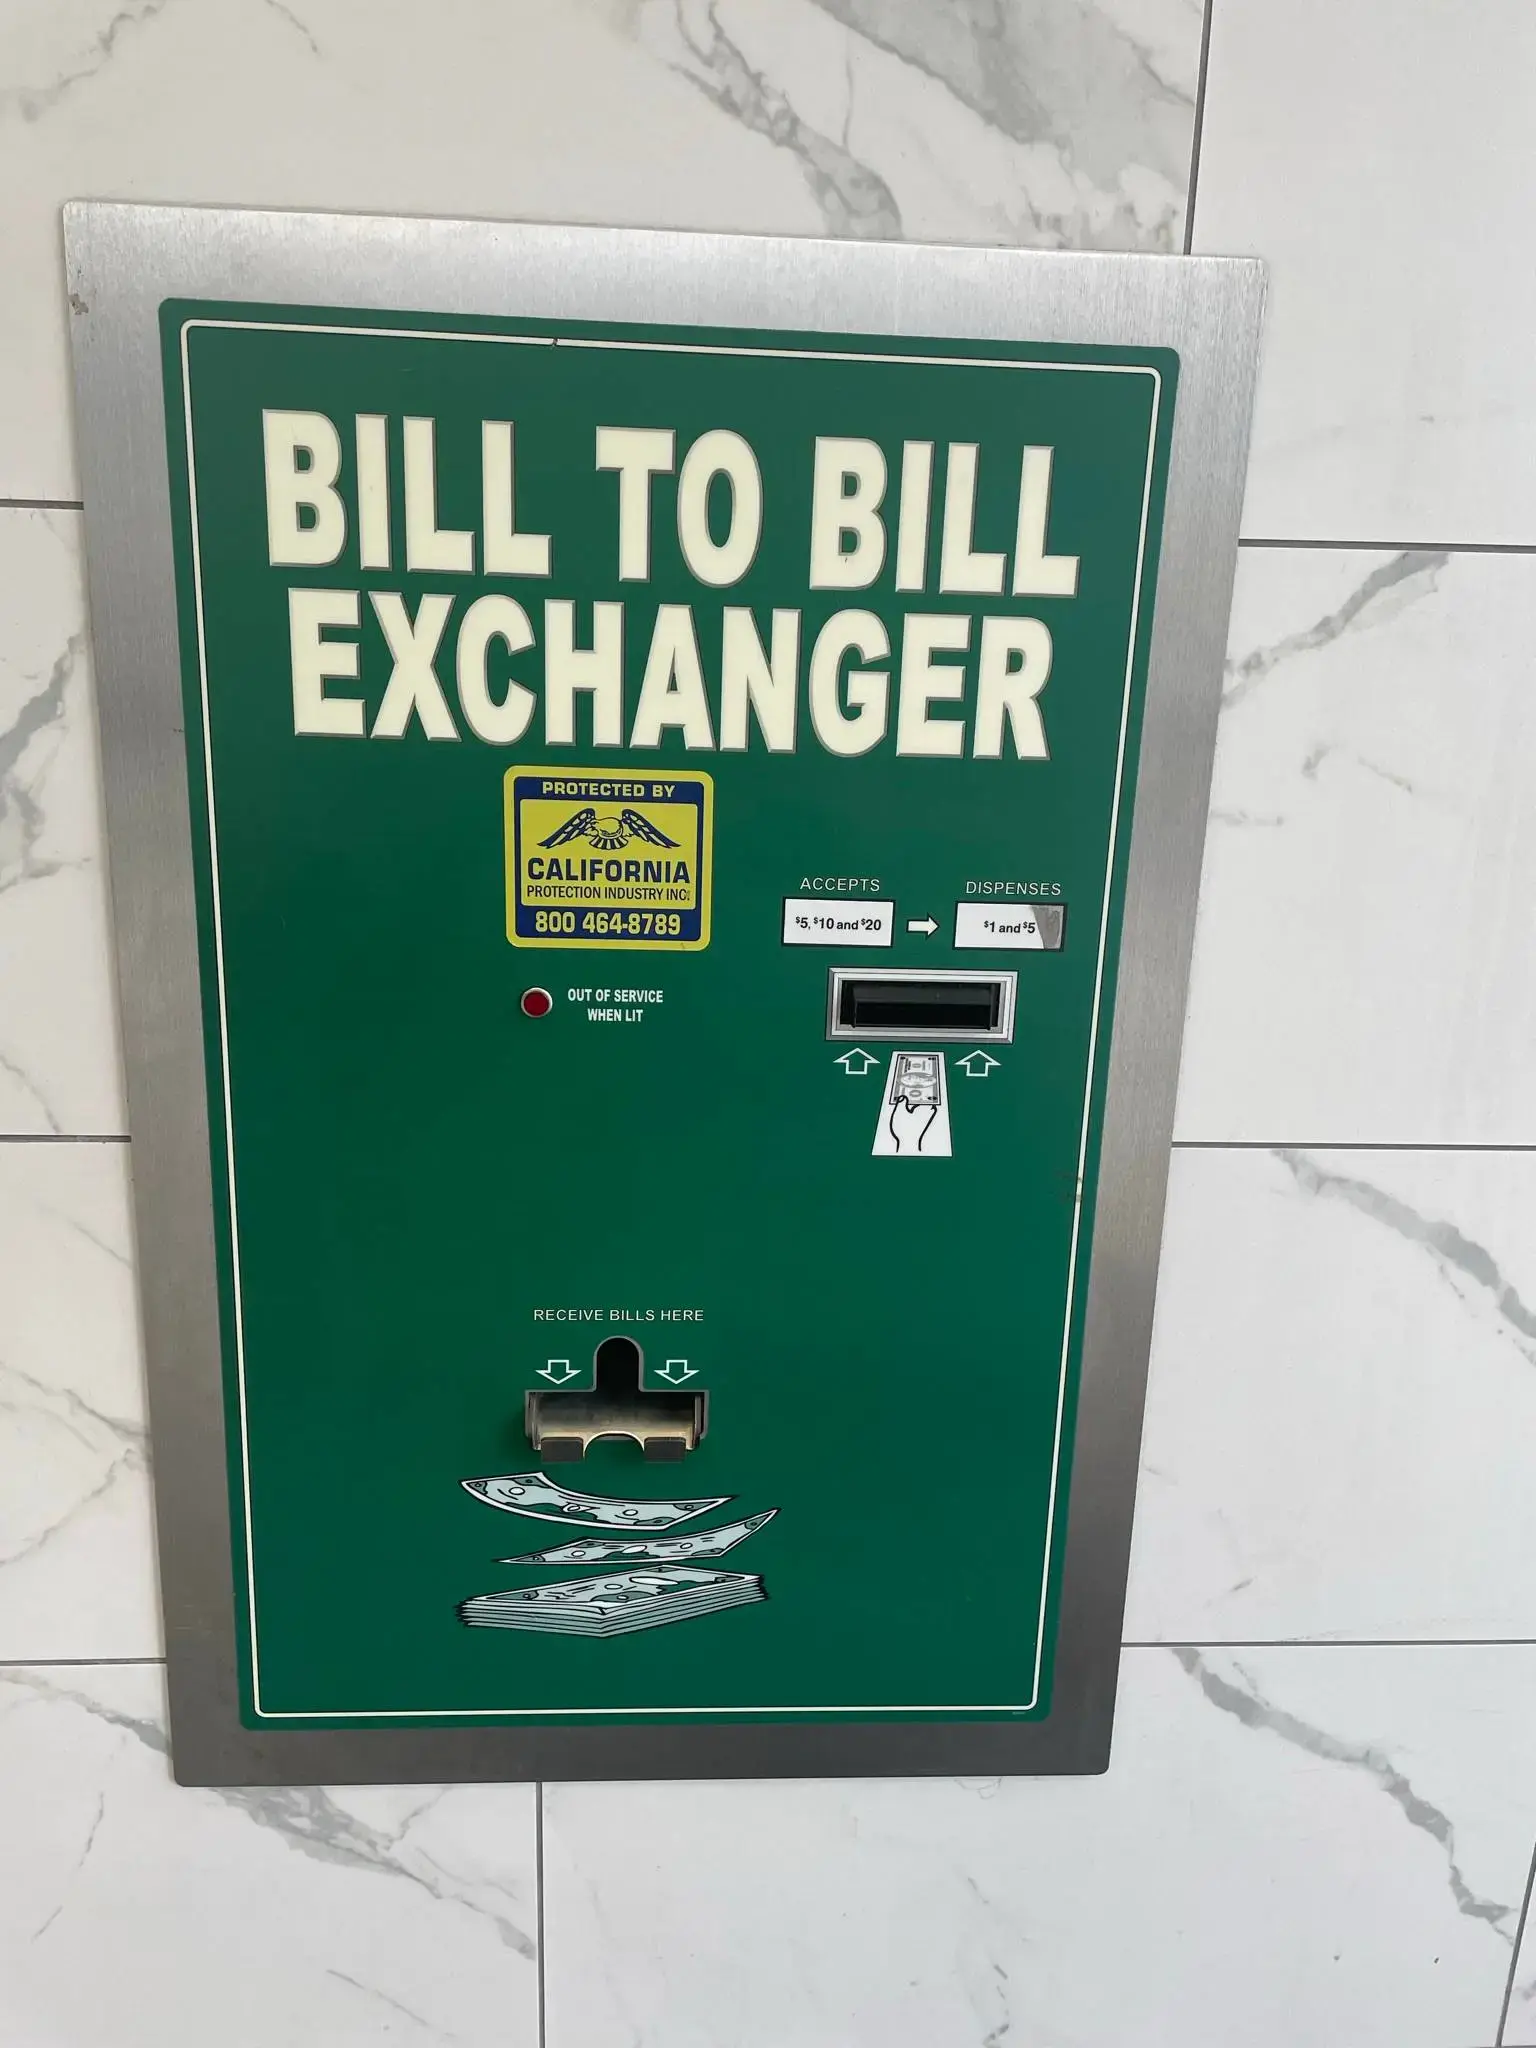 BILL TO BILL
EXCHANGER
PROTECTED BY
CALIFORNIA
PROTECTION INDUSTRY INC.
800 464-8789
ACCEPTS
DISPENSES
$5, $10 and $20
$1 and $5
OUT OF SERVICE
WHEN LIT
RECEIVE BILLS HERE